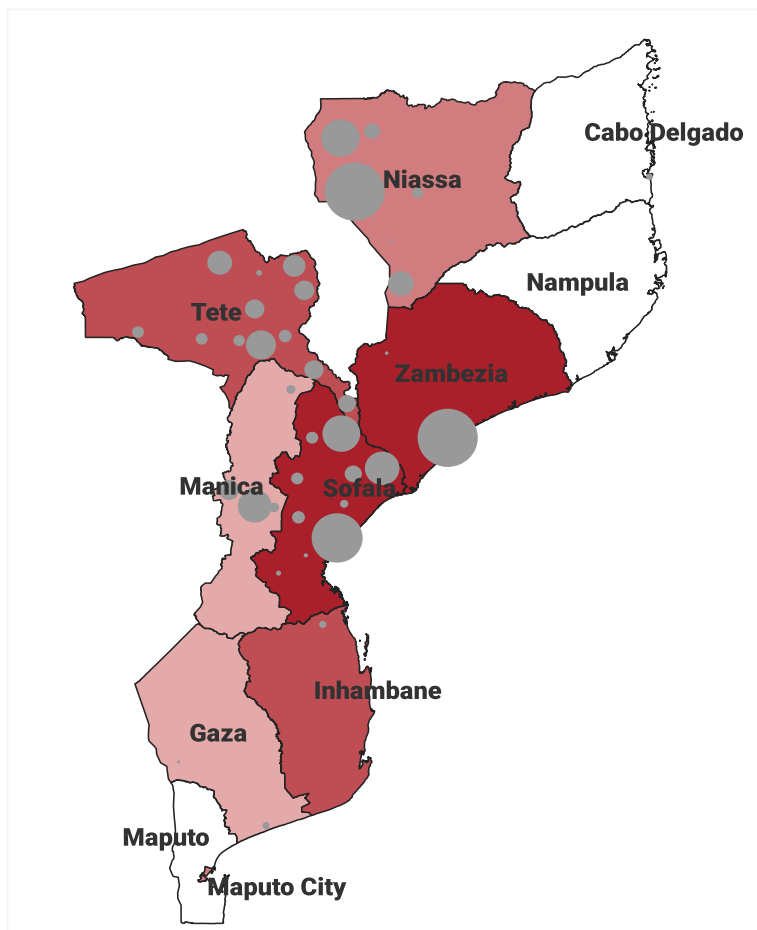 Cabo Delgado
Niassa
Nampula
Tete
Zambezia
Manica
Sofala
Inhambane
Gaza
Maputo
Maputo City